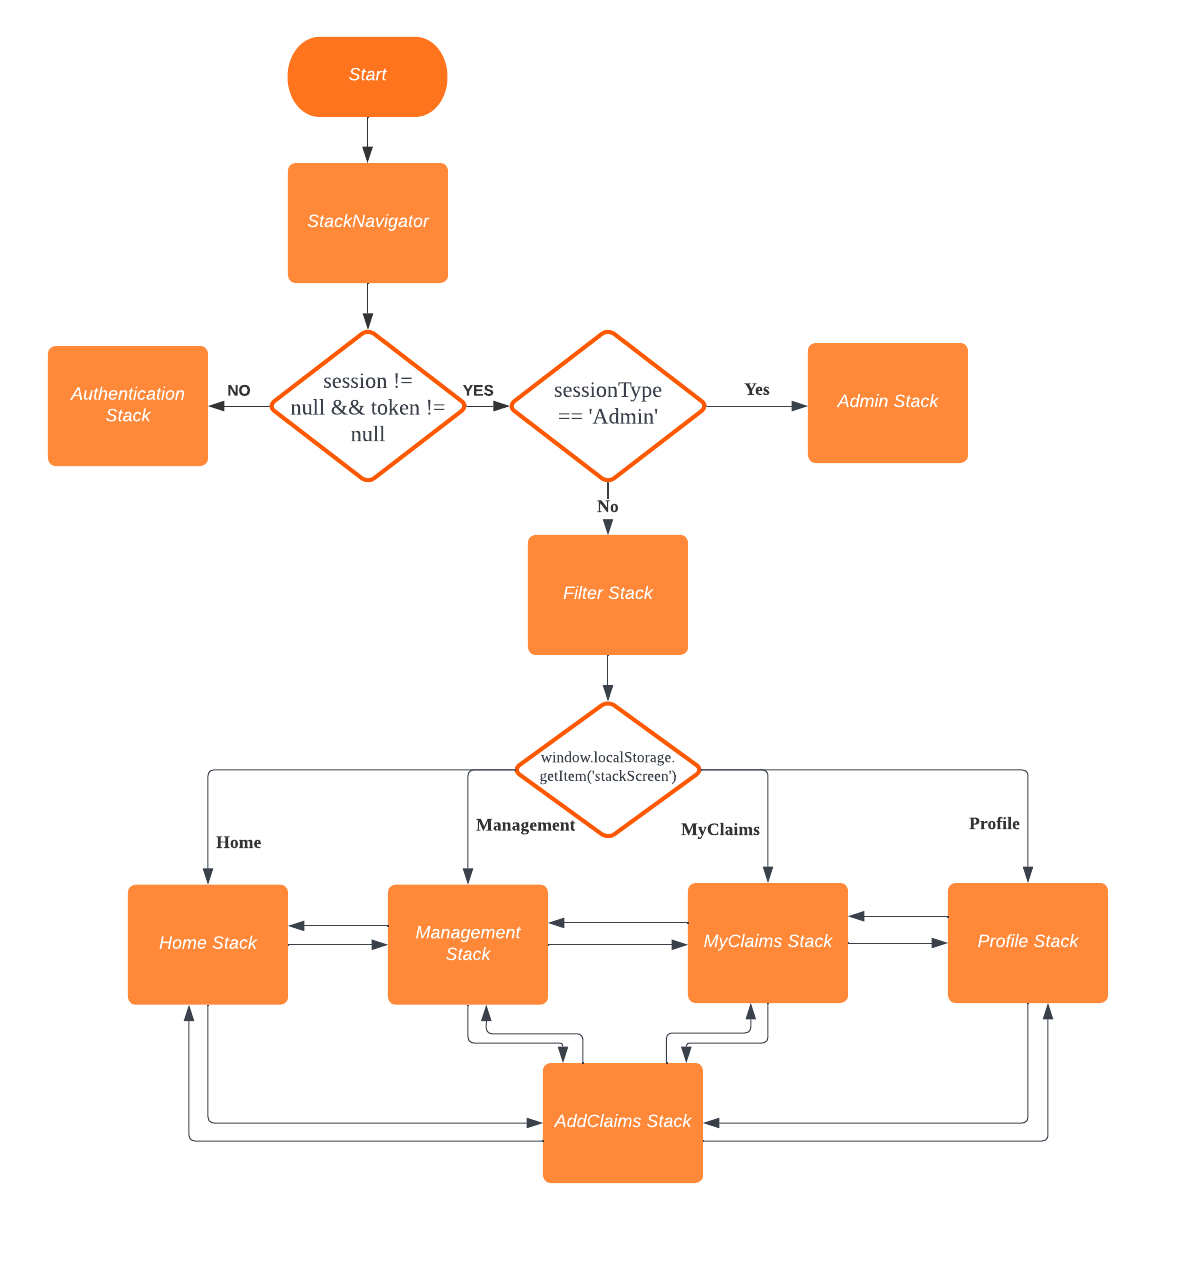 Start
StackNavigator
Authentication
Stack
NO
session !=
null && token !=
null
YES
sessionType
== 'Admin'
Yes
Admin Stack
No
Filter Stack
window.localStorage.
getItem('stackScreen')
Home
Management
MyClaims
Profile
Home Stack
Management
Stack
MyClaims Stack
Profile Stack
AddClaims Stack